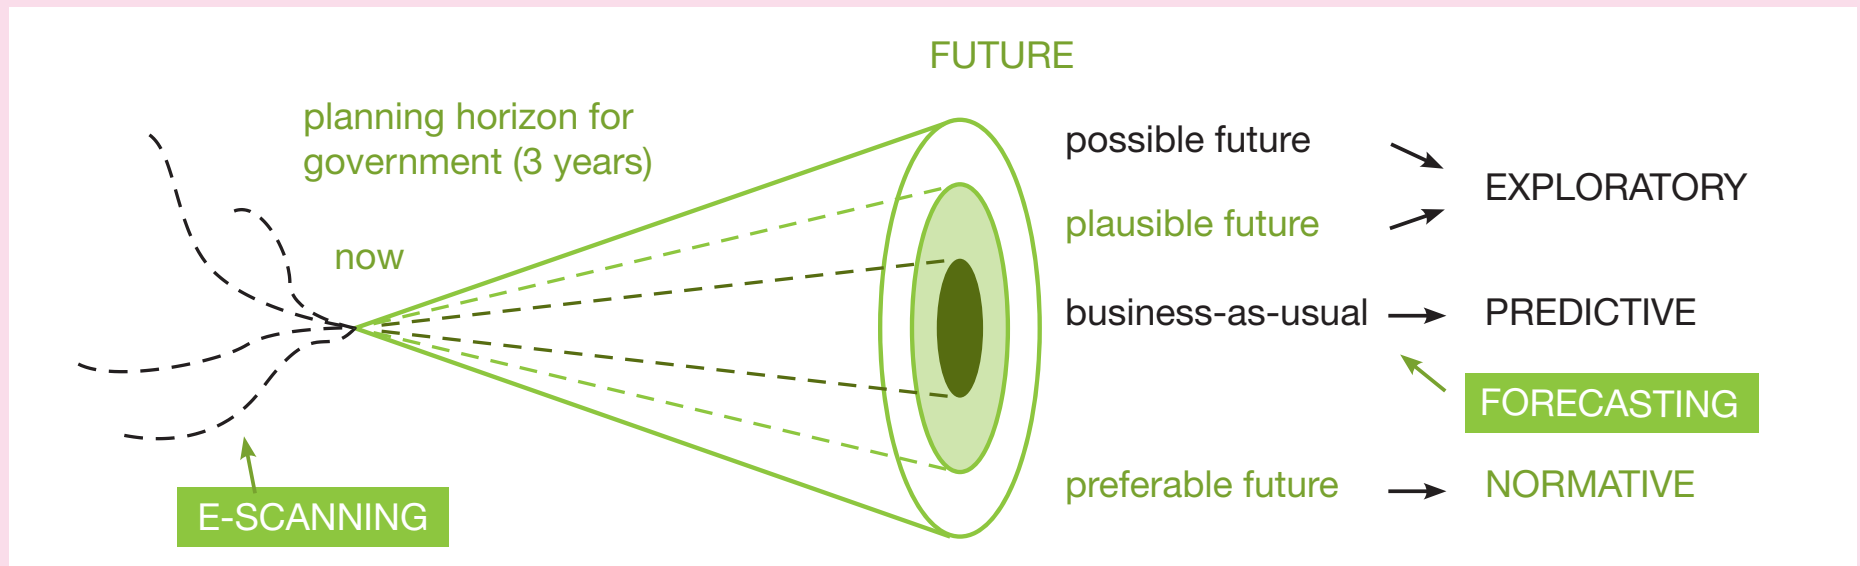 FUTURE
planning horizon for
government (3 years)
now
possible future
EXPLORATORY
plausible future
business-as-usual
PREDICTIVE
FORECASTING
preferable future
NORMATIVE
E-SCANNING